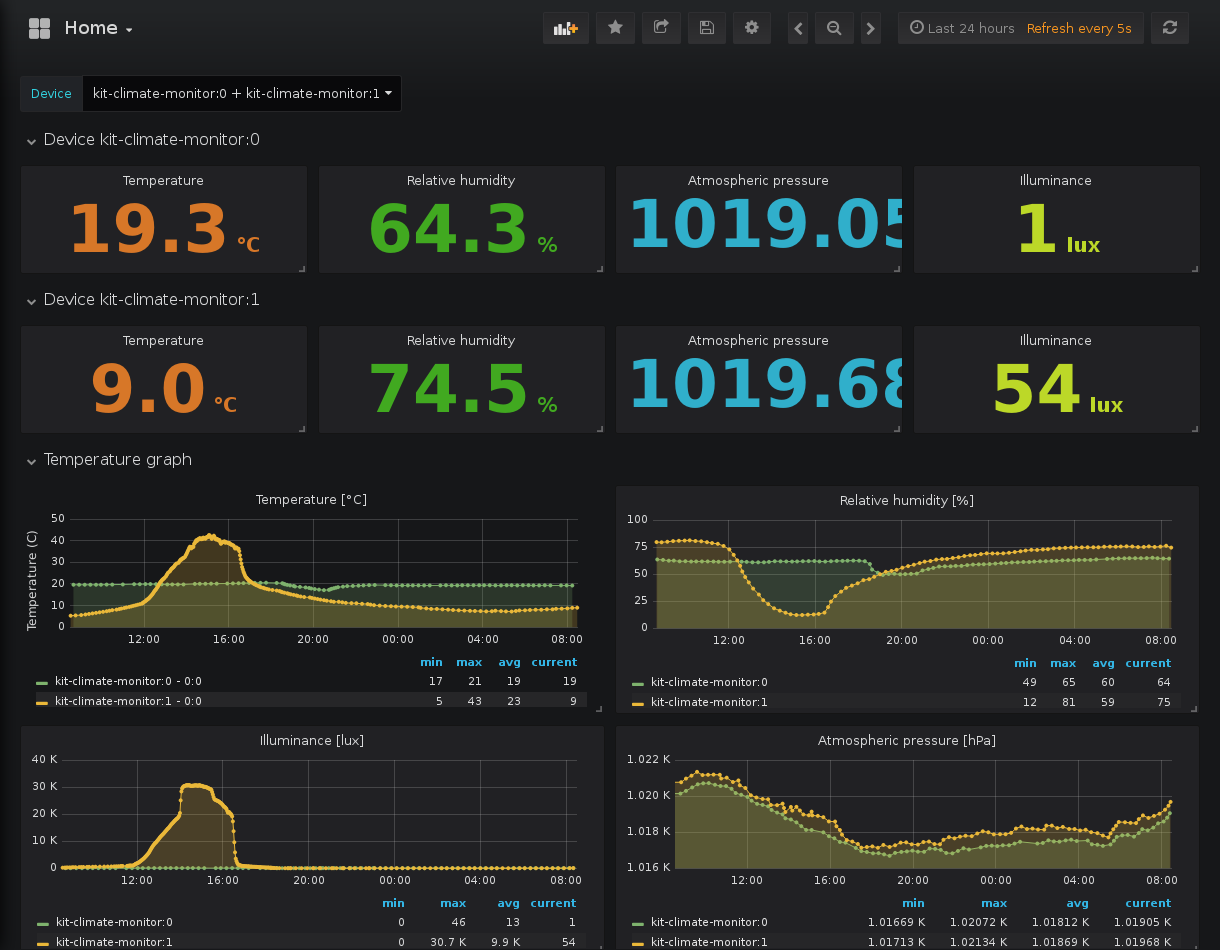 Home
Last 24 hours Refresh every 5s
Device kit-climate-monitor:0 + kit-climate-monitor:1
Device kit-climate-monitor:0
Temperature Relative humidity Atmospheric pressure Illuminance
19.3 °C 64.3 % 1019.05 1 lux
Device kit-climate-monitor:1
Temperature Relative humidity Atmospheric pressure Illuminance
9.0 °C 74.5 % 1019.68 54 lux
Temperature graph
Temperature [°C]
Temperature (C)
50
40
30
20
10
0
12:00 16:00 20:00 00:00 04:00 08:00
min max avg current
kit-climate-monitor:0 - 0:0 17 21 19 19
kit-climate-monitor:1 - 0:0 5 43 23 9
Relative humidity [%]
100
75
50
25
0
12:00 16:00 20:00 00:00 04:00 08:00
min max avg current
kit-climate-monitor:0 49 65 60 64
kit-climate-monitor:1 12 81 59 75
Illuminance [lux]
40 K
30 K
20 K
10 K
0
12:00 16:00 20:00 00:00 04:00 08:00
min max avg current
kit-climate-monitor:0 0 46 13 1
kit-climate-monitor:1 0 30.7 K 9.9 K 54
Atmospheric pressure [hPa]
1.022 K
1.020 K
1.018 K
1.016 K
12:00 16:00 20:00 00:00 04:00 08:00
min max avg current
kit-climate-monitor:0 1.01669 K 1.02072 K 1.01812 K 1.01905 K
kit-climate-monitor:1 1.01713 K 1.02134 K 1.01869 K 1.01968 K